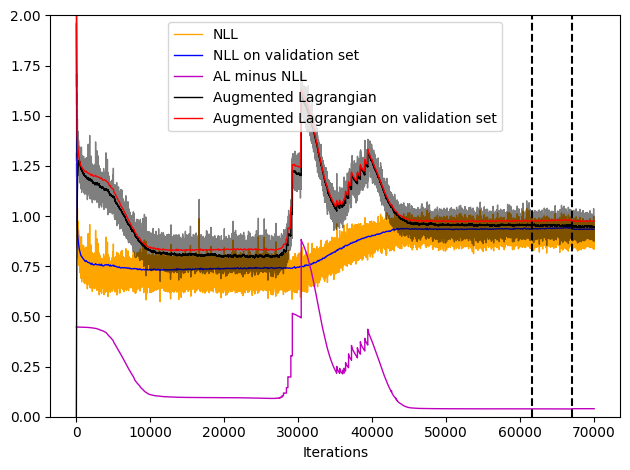 2.00
1.75
1.50
1.25
1.00
0.75
0.50
0.25
0.00
NLL
NLL on validation set
AL minus NLL
Augmented Lagrangian
Augmented Lagrangian on validation set
0 10000 20000 30000 40000 50000 60000 70000
Iterations